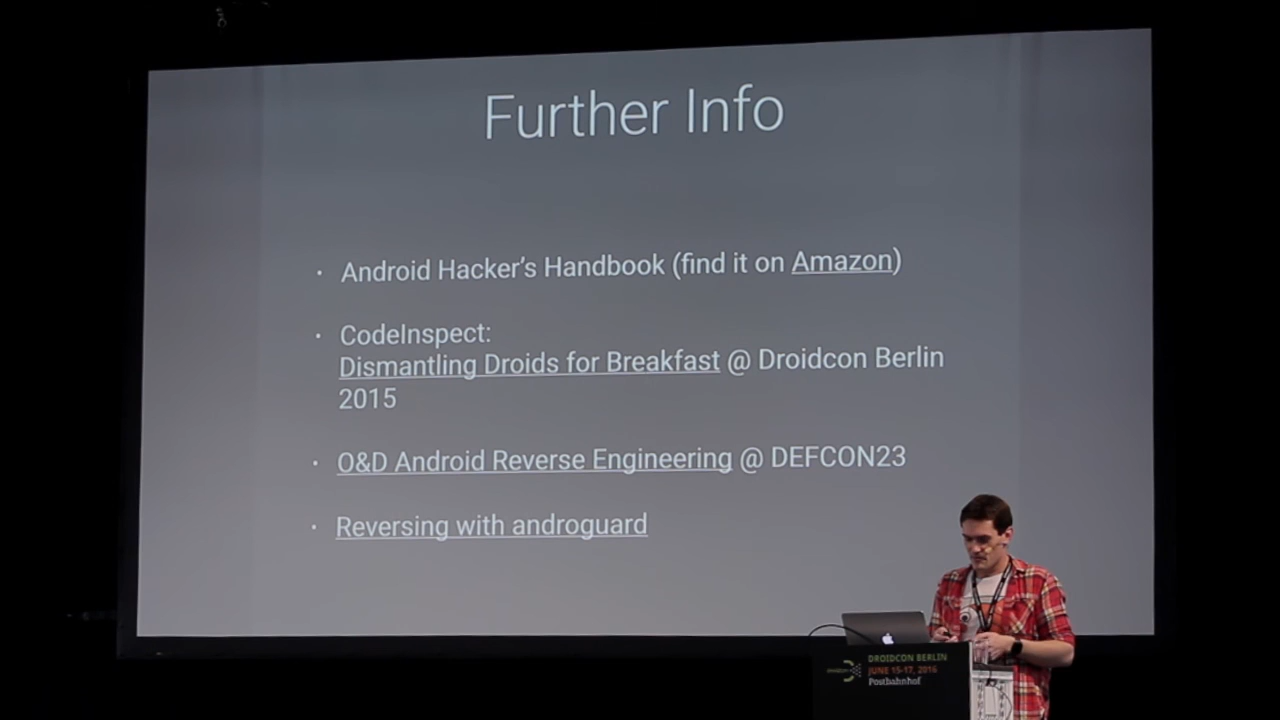 Further Info
· Android Hacker's Handbook (find it on Amazon)
· CodeInspect:
Dismantling Droids for Breakfast @ Droidcon Berlin
2015
· O&D Android Reverse Engineering @ DEFCON23
· Reversing with androguard
DROIDCON BERLIN
JUNE 15-17, 2016
Postbahnhof